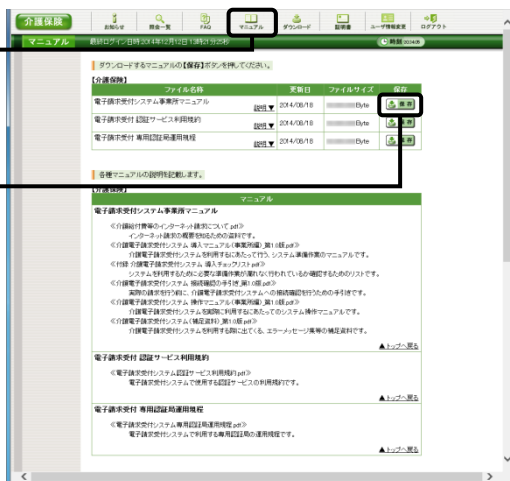 介護保険
お知らせ
照会一覧
FAQ
マニュアル
ダウンロード
証明書
ユーザ情報変更
ログアウト
マニュアル
最終ログイン日時 2014年12月12日 13時21分25秒
時刻
ダウンロードするマニュアルの【保存】ボタンを押してください。
【介護保険】
ファイル名称 更新日 ファイルサイズ 保存
電子請求受付システム事業所マニュアル 説明▼ 2014/08/18 Byte 保存
電子請求受付 認証サービス利用規約 説明▼ 2014/08/18 Byte 保存
電子請求受付 専用認証局運用規程 説明▼ 2014/08/18 Byte 保存
各種マニュアルの説明を記載します。
【介護保険】
マニュアル
電子請求受付システム事業所マニュアル
≪介護給付費等のインターネット請求について.pdf≫
インターネット請求の概要を知るための資料です。
≪介護電子請求受付システム 導入マニュアル(事業所編)_第1.0版.pdf≫
介護電子請求受付システムを利用するにあたって行う、システム準備作業のマニュアルです。
≪付録 介護電子請求受付システム 導入チェックリスト.pdf≫
システムを利用するために必要な準備作業が漏れなく行われているか確認するためのリストです。
≪介護電子請求受付システム 接続確認の手引き_第1.0版.pdf≫
実際の請求を行う前に、介護電子請求受付システムへの接続確認を行うための手引きです。
≪介護電子請求受付システム 操作マニュアル(事業所編)_第1.0版.pdf≫
介護電子請求受付システムを実際に利用するにあたってのシステム操作マニュアルです。
≪介護電子請求受付システム(補足資料)_第1.0版.pdf≫
介護電子請求受付システムを利用する際に出てくる、エラーメッセージ集等の補足資料です。
▲トップへ戻る
電子請求受付 認証サービス利用規約
≪電子請求受付システム認証サービス利用規約.pdf≫
電子請求受付システムで使用する認証サービスの利用規約です。
▲トップへ戻る
電子請求受付 専用認証局運用規程
≪電子請求受付システム専用認証局運用規程.pdf≫
電子請求受付システムで利用する専用認証局の運用規程です。
▲トップへ戻る